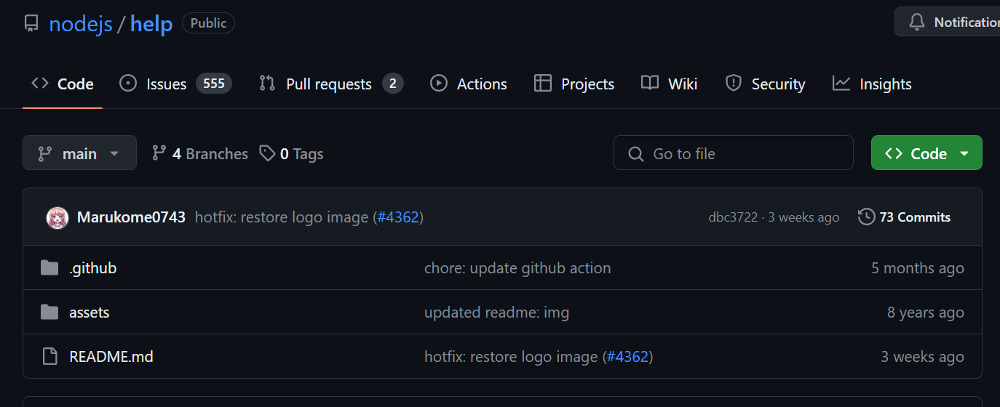 nodejs / help Public
Code Issues 555 Pull requests 2 Actions Projects Wiki Security Insights
main 4 Branches 0 Tags Go to file Code
Marukome0743 hotfix: restore logo image (#4362) dbc3722 · 3 weeks ago 73 Commits
.github chore: update github action 5 months ago
assets updated readme: img 8 years ago
README.md hotfix: restore logo image (#4362) 3 weeks ago